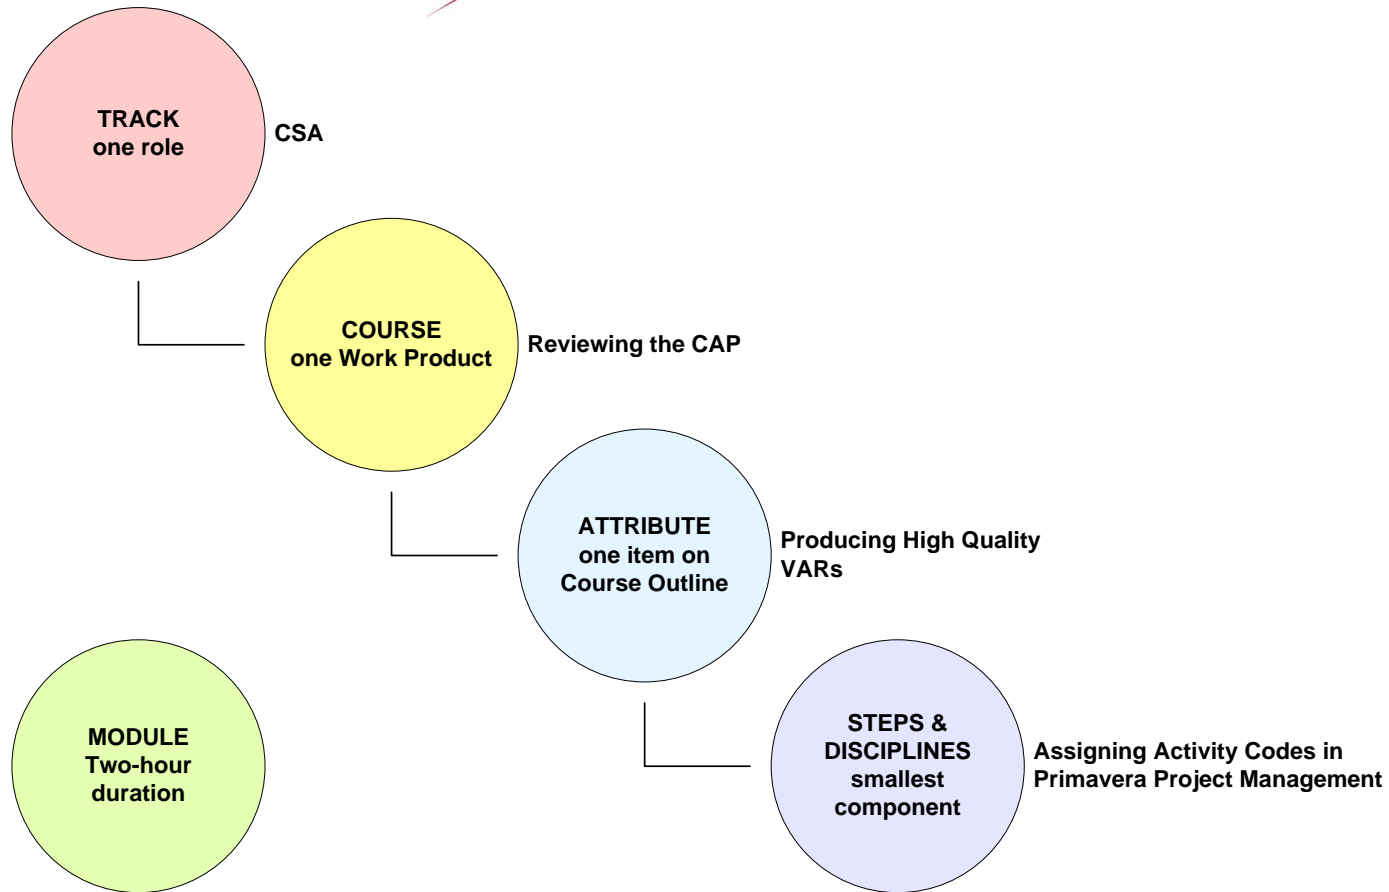 TRACK
one role
CSA
COURSE
one Work Product
Reviewing the CAP
ATTRIBUTE
one item on
Course Outline
Producing High Quality
VARs
MODULE
Two-hour
duration
STEPS &
DISCIPLINES
smallest
component
Assigning Activity Codes in
Primavera Project Management